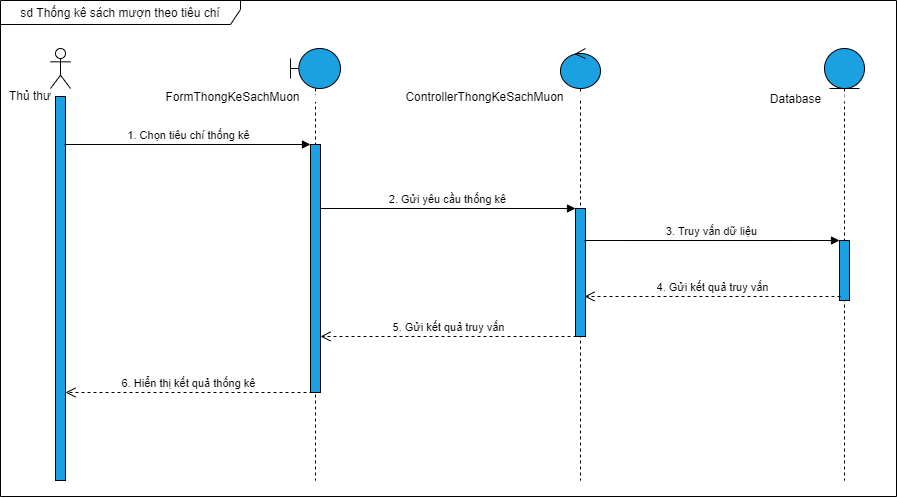 sd Thống kê sách mượn theo tiêu chí
Thủ thư
FormThongKeSachMuon
ControllerThongKeSachMuon
Database
1. Chọn tiêu chí thống kê
2. Gửi yêu cầu thống kê
3. Truy vấn dữ liệu
4. Gửi kết quả truy vấn
5. Gửi kết quả truy vấn
6. Hiển thị kết quả thống kê